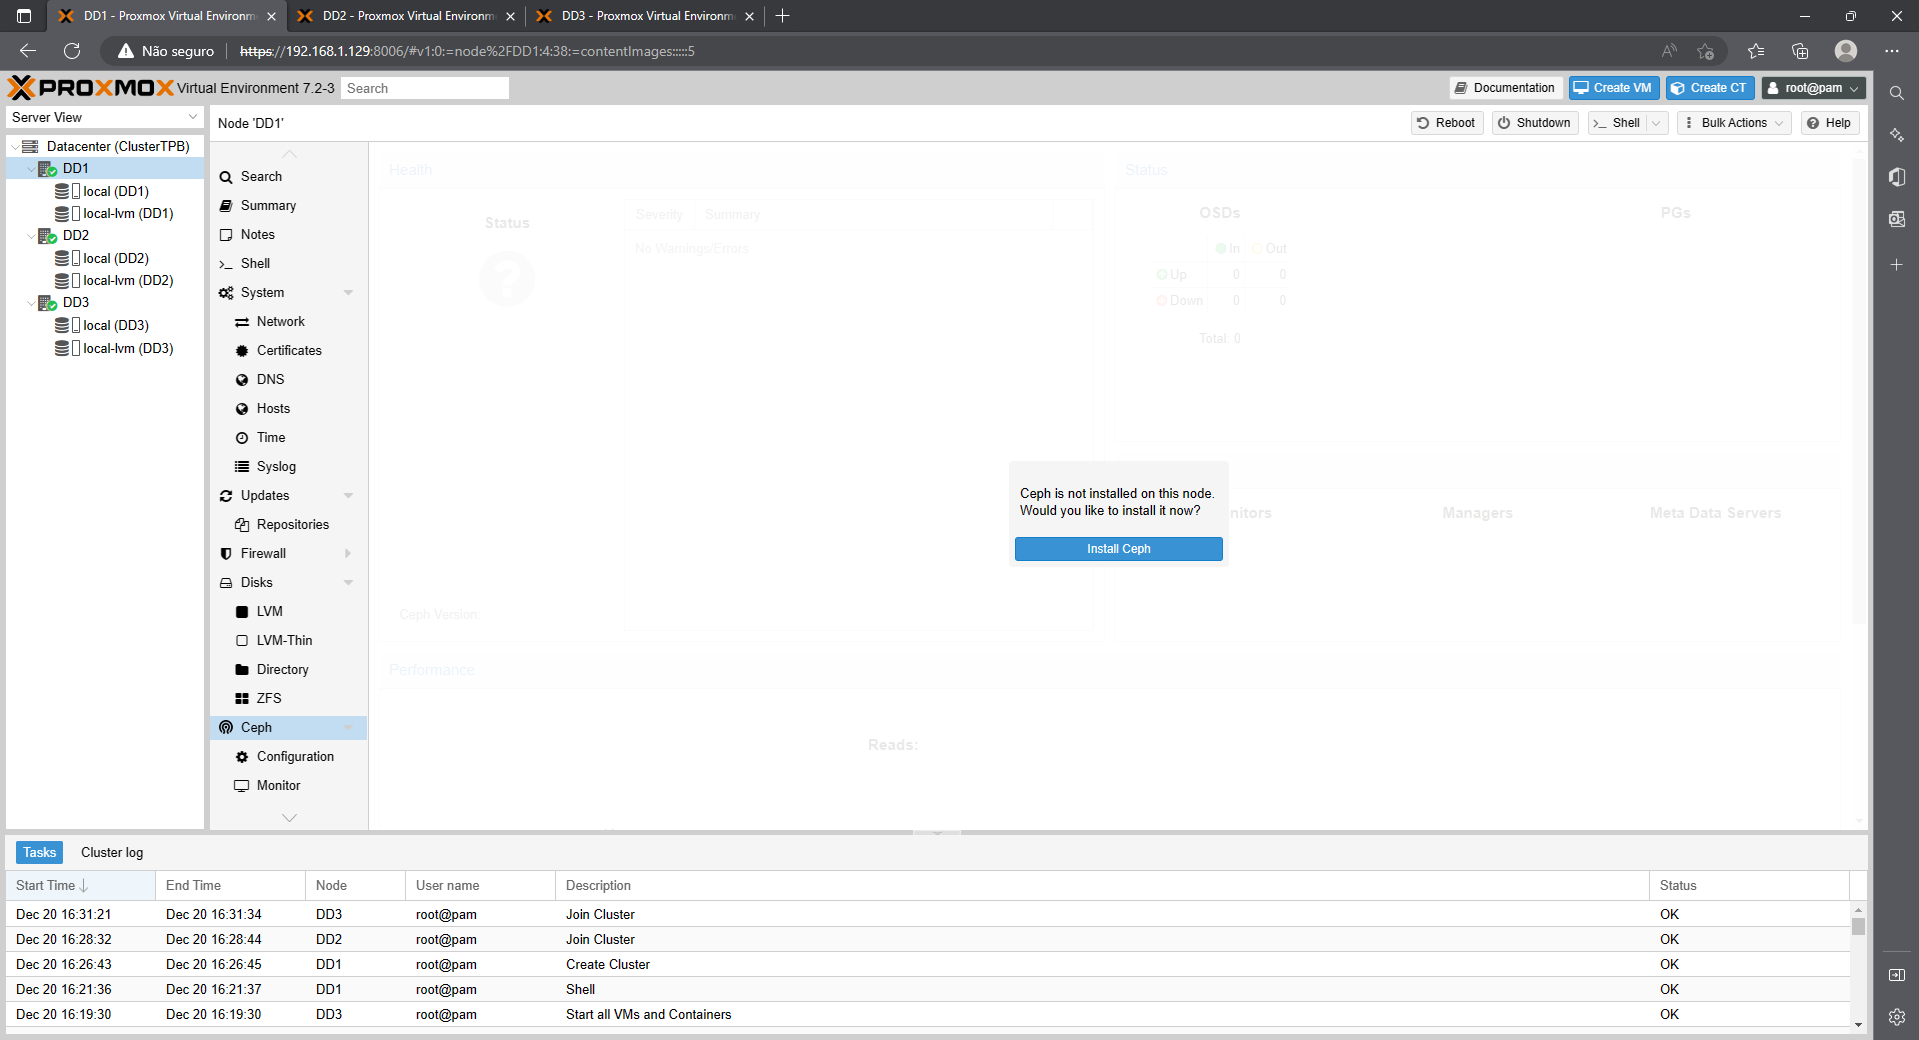 DD1 - Proxmox Virtual Environm
DD2 - Proxmox Virtual Environm
DD3 - Proxmox Virtual Environm
Não seguro
https://192.168.1.129:8006/#v1:0:=node%2FDD1:4:38:=contentImages:::::5
PROXMOX Virtual Environment 7.2-3
Search
Documentation
Create VM
Create CT
root@pam
Server View
Datacenter (ClusterTPB)
DD1
local (DD1)
local-lvm (DD1)
DD2
local (DD2)
local-lvm (DD2)
DD3
local (DD3)
local-lvm (DD3)
Node 'DD1'
Reboot
Shutdown
Shell
Bulk Actions
Help
Search
Summary
Notes
Shell
System
Network
Certificates
DNS
Hosts
Time
Syslog
Updates
Repositories
Firewall
Disks
LVM
LVM-Thin
Directory
ZFS
Ceph
Configuration
Monitor
Health
Status
Severity Summary
No Warnings/Errors
Ceph Version:
Status
OSDs
PGs
In Out
Up 0 0
Down 0 0
Total: 0
Ceph is not installed on this node.
Would you like to install it now?
Install Ceph
nitors
Managers
Meta Data Servers
Performance
Reads:
Tasks
Cluster log
Start Time End Time Node User name Description Status
Dec 20 16:31:21 Dec 20 16:31:34 DD3 root@pam Join Cluster OK
Dec 20 16:28:32 Dec 20 16:28:44 DD2 root@pam Join Cluster OK
Dec 20 16:26:43 Dec 20 16:26:45 DD1 root@pam Create Cluster OK
Dec 20 16:21:36 Dec 20 16:21:37 DD1 root@pam Shell OK
Dec 20 16:19:30 Dec 20 16:19:30 DD3 root@pam Start all VMs and Containers OK